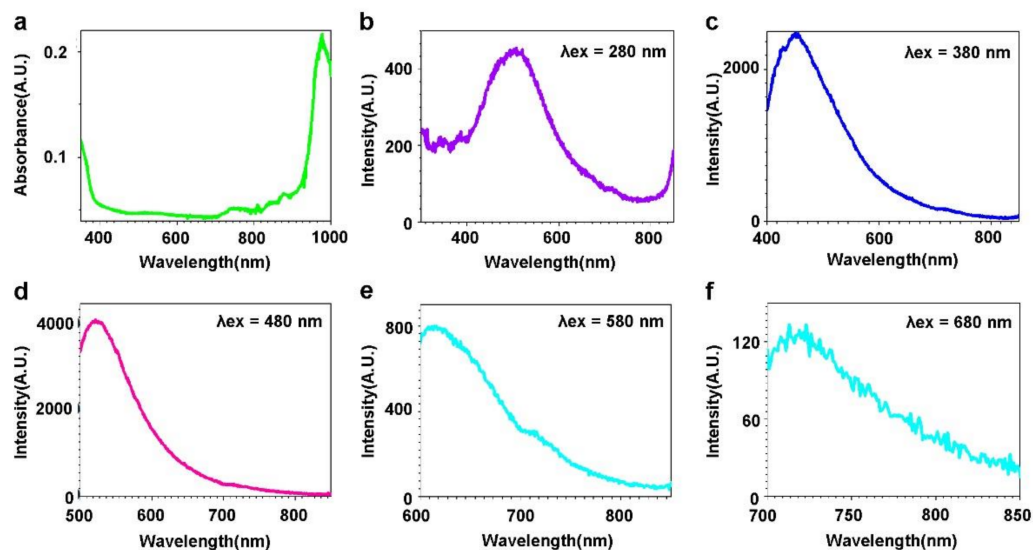 a
Absorbance(A.U.)
0.2
0.1
400 600 800 1000
Wavelength(nm)
b
λex = 280 nm
Intensity(A.U.)
400
200
0
400 600 800
Wavelength(nm)
c
λex = 380 nm
Intensity(A.U.)
2000
0
400 600 800
Wavelength(nm)
d
λex = 480 nm
Intensity(A.U.)
4000
2000
0
500 600 700 800
Wavelength(nm)
e
λex = 580 nm
Intensity(A.U.)
800
400
0
600 700 800
Wavelength(nm)
f
λex = 680 nm
Intensity(A.U.)
120
60
0
700 750 800 850
Wavelength(nm)